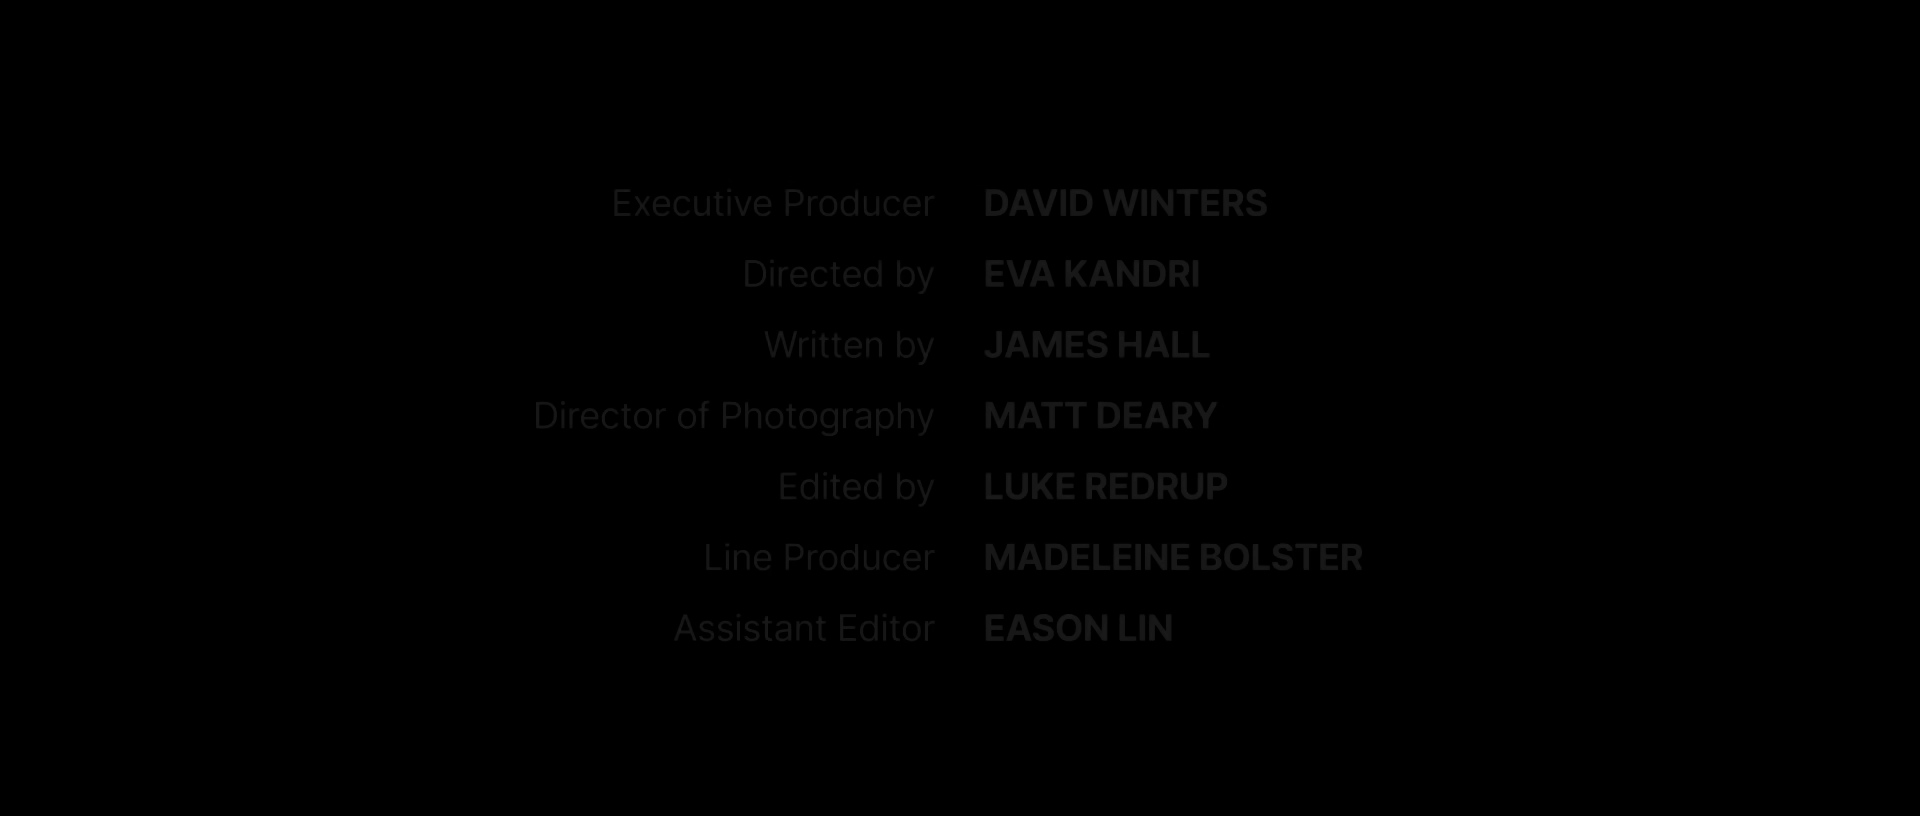 Executive Producer DAVID WINTERS
Directed by EVA KANDRI
Written by JAMES HALL
Director of Photography MATT DEARY
Edited by LUKE REDRUP
Line Producer MADELEINE BOLSTER
Assistant Editor EASON LIN